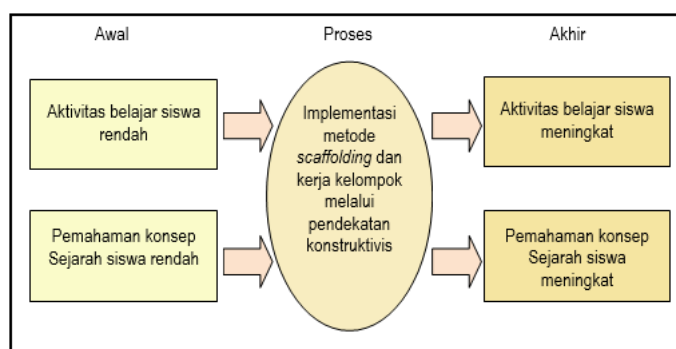 Awal
Proses
Akhir
Aktivitas belajar siswa
rendah
Pemahaman konsep
Sejarah siswa rendah
Implementasi
metode
scaffolding dan
kerja kelompok
melalui
pendekatan
konstruktivis
Aktivitas belajar siswa
meningkat
Pemahaman konsep
Sejarah siswa
meningkat